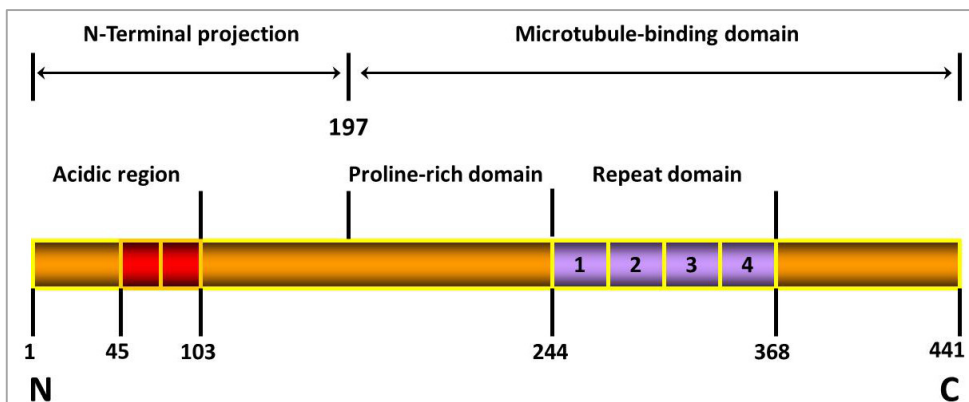 N-Terminal projection Microtubule-binding domain
197
Acidic region Proline-rich domain Repeat domain
1 2 3 4
1 45 103 244 368 441
N C